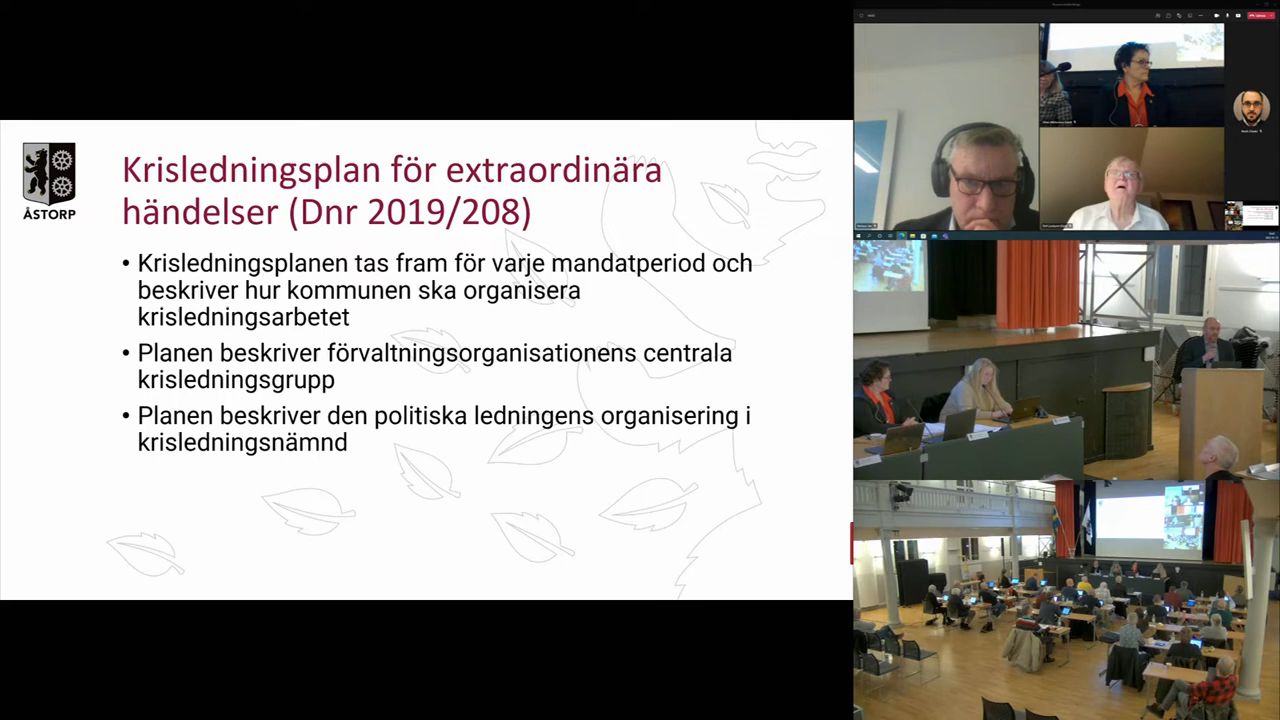 ÅSTORP
Krisledningsplan för extraordinära
händelser (Dnr 2019/208)
• Krisledningsplanen tas fram för varje mandatperiod och
beskriver hur kommunen ska organisera
krisledningsarbetet
• Planen beskriver förvaltningsorganisationens centrala
krisledningsgrupp
• Planen beskriver den politiska ledningens organisering i
krisledningsnämnd